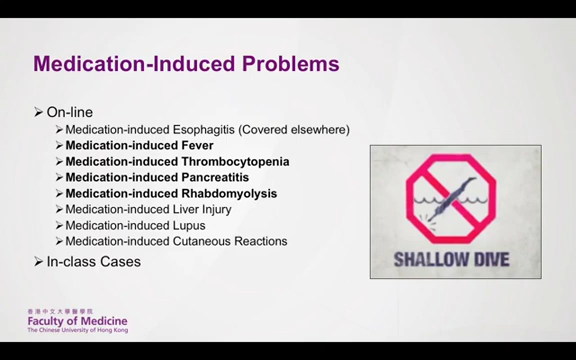 Medication-Induced Problems
➢ On-line
➢ Medication-induced Esophagitis (Covered elsewhere)
➢ Medication-induced Fever
➢ Medication-induced Thrombocytopenia
➢ Medication-induced Pancreatitis
➢ Medication-induced Rhabdomyolysis
➢ Medication-induced Liver Injury
➢ Medication-induced Lupus
➢ Medication-induced Cutaneous Reactions
➢ In-class Cases
SHALLOW DIVE
香港中文大學醫學院
Faculty of Medicine
The Chinese University of Hong Kong